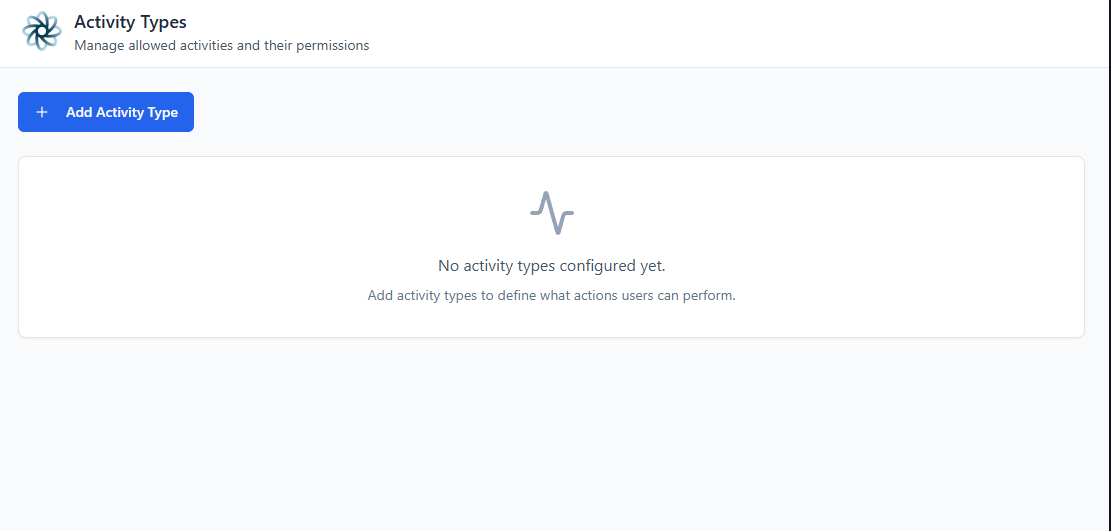 Activity Types
Manage allowed activities and their permissions
+ Add Activity Type
No activity types configured yet.
Add activity types to define what actions users can perform.